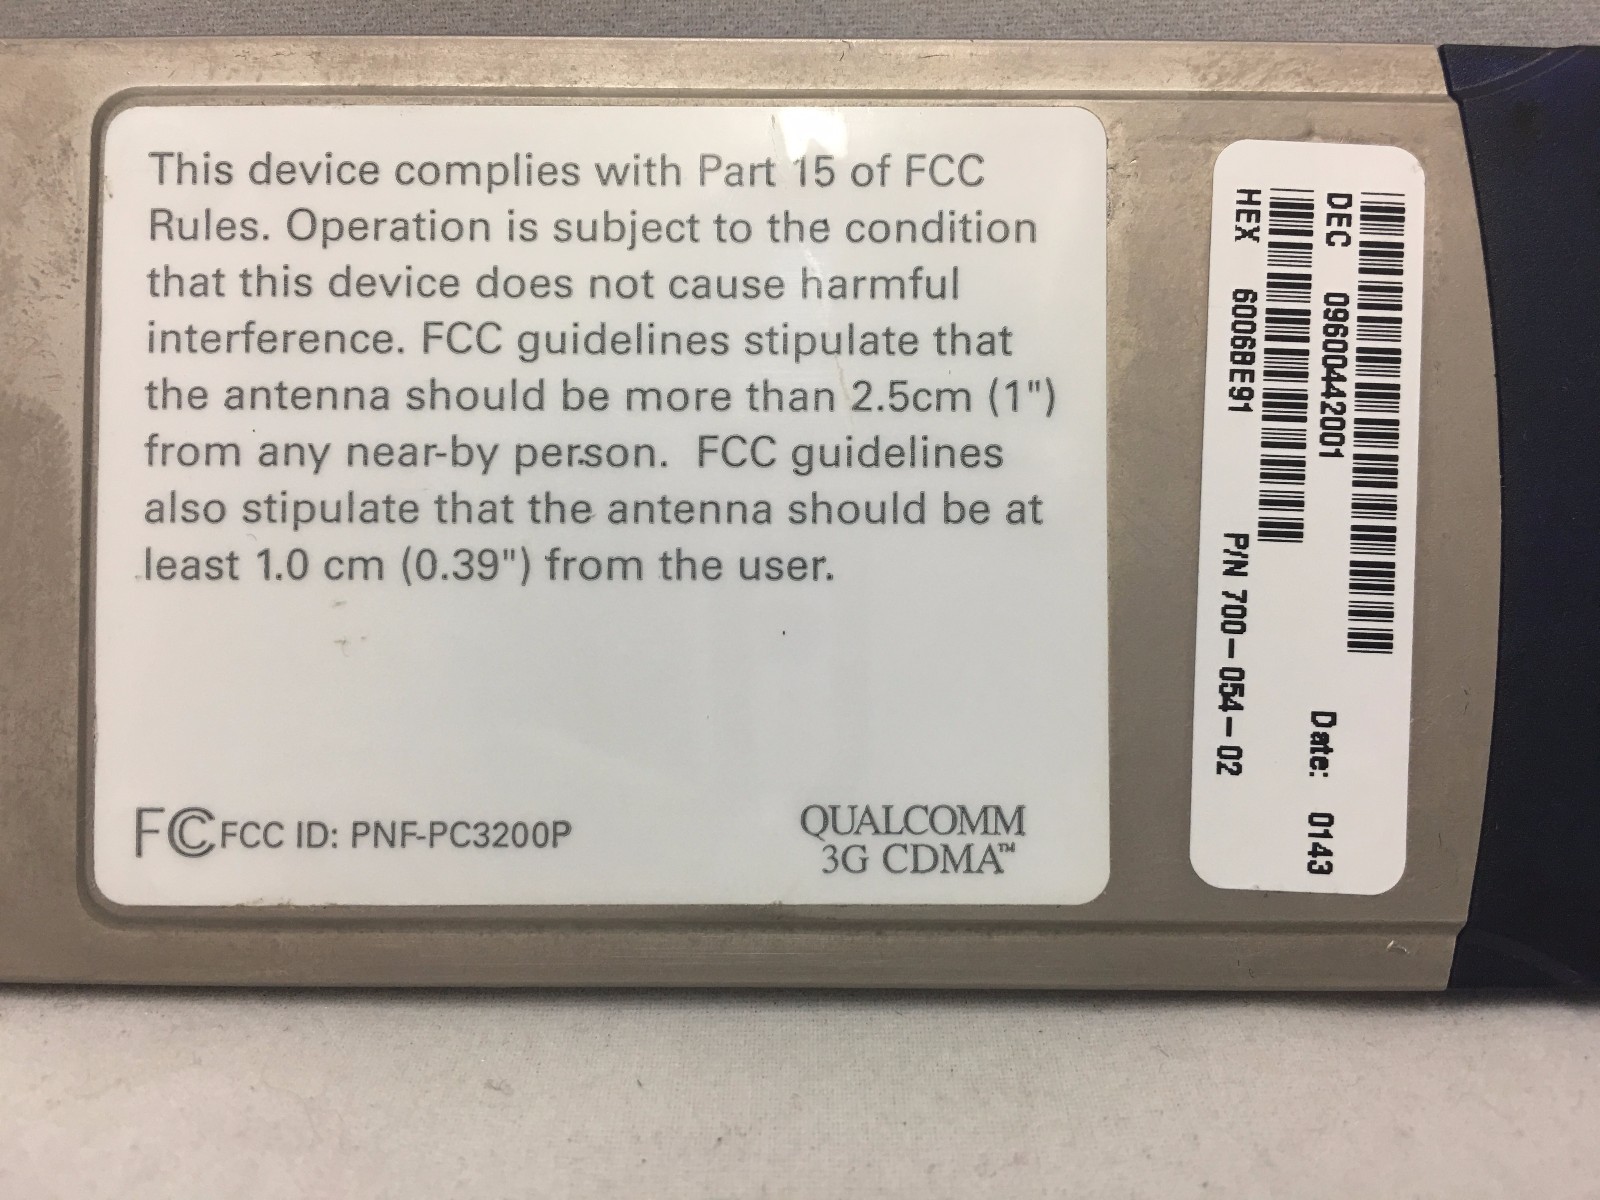 This device complies with Part 15 of FCC
Rules. Operation is subject to the condition
that this device does not cause harmful
interference. FCC guidelines stipulate that
the antenna should be more than 2.5cm (1")
from any near-by person. FCC guidelines
also stipulate that the antenna should be at
least 1.0 cm (0.39") from the user.
FC FCC ID: PNF-PC3200P
QUALCOMM
3G CDMA™
DEC 09600442001 Date: 0143
HEX 6006BE91 P/N 700-054-02